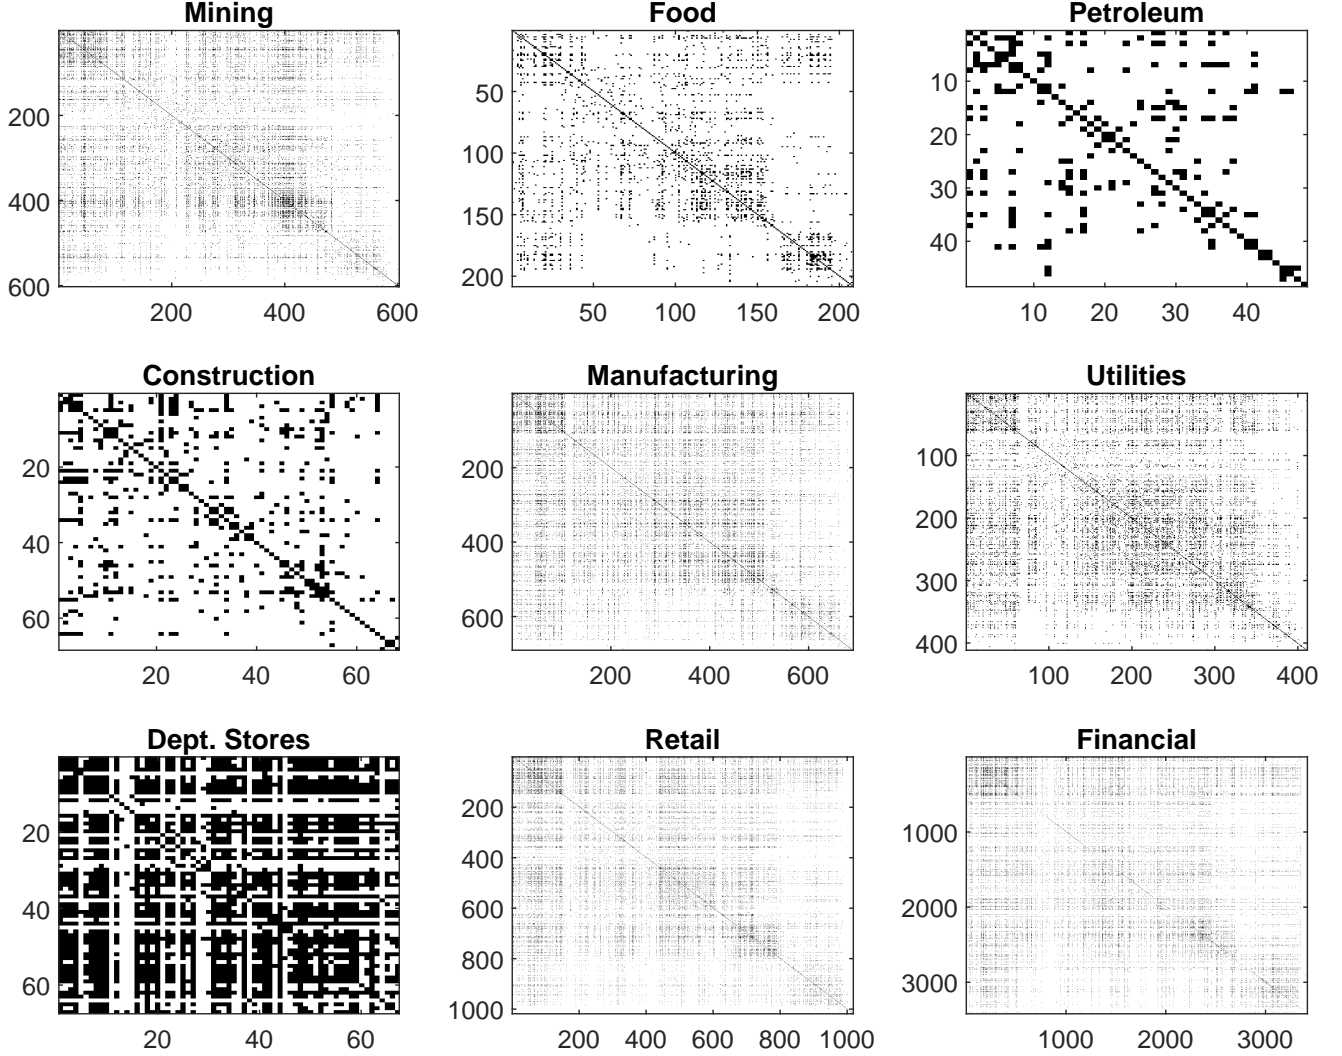 Mining Food Petroleum
200
400
600
200 400 600
50
100
150
200
50 100 150 200
10
20
30
40
10 20 30 40
Construction Manufacturing Utilities
20
40
60
20 40 60
200
400
600
200 400 600
100
200
300
400
100 200 300 400
Dept. Stores Retail Financial
20
40
60
20 40 60
200
400
600
800
1000
200 400 600 800 1000
1000
2000
3000
1000 2000 3000